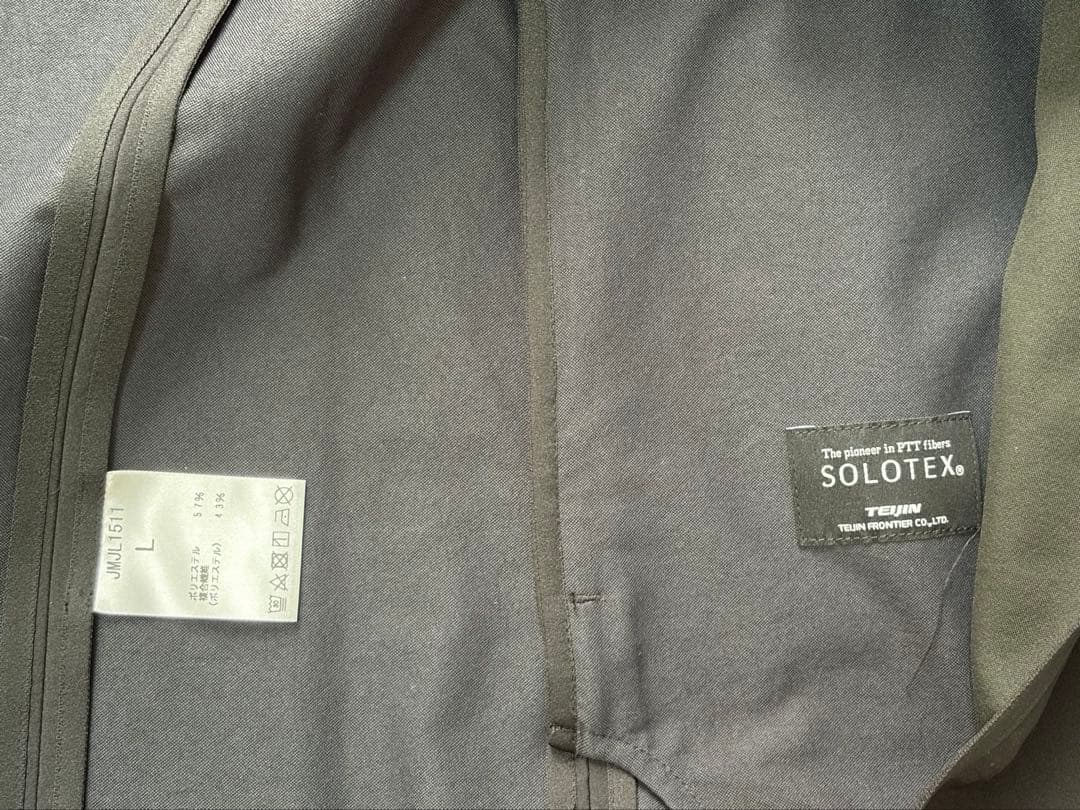 JMJL1511
L
ポリエステル 57%
複合繊維 43%
(ポリエステル)
30
The pioneer in PTT fibers
SOLOTEX®
TEIJIN
TEIJIN FRONTIER CO.,LTD.